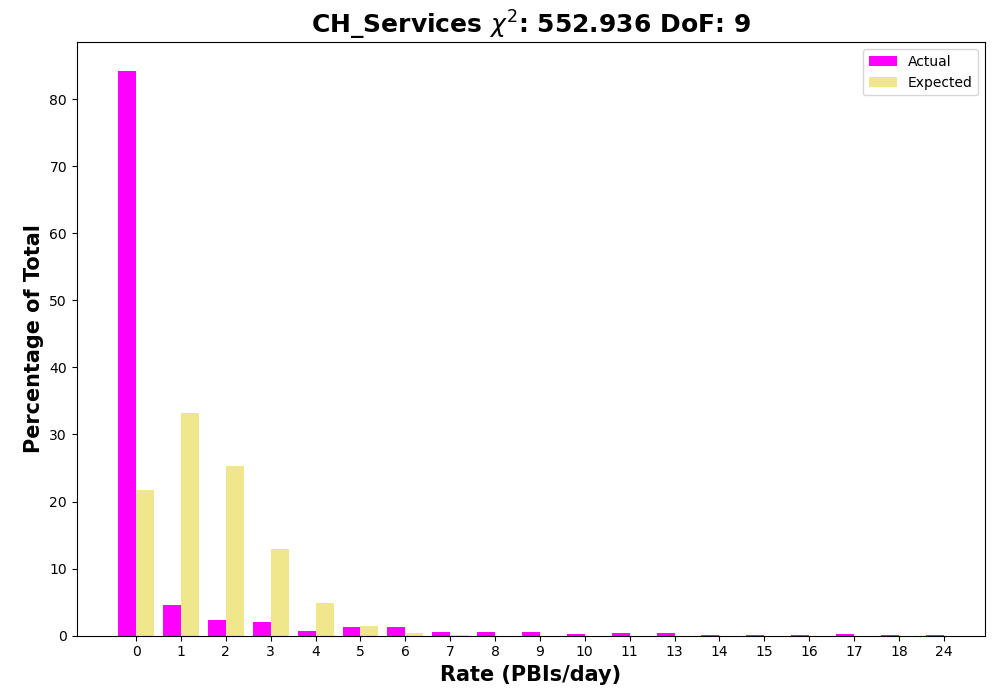 CH_Services χ²: 552.936 DoF: 9
Actual
Expected
Percentage of Total
80
70
60
50
40
30
20
10
0
0 1 2 3 4 5 6 7 8 9 10 11 13 14 15 16 17 18 24
Rate (PBIs/day)